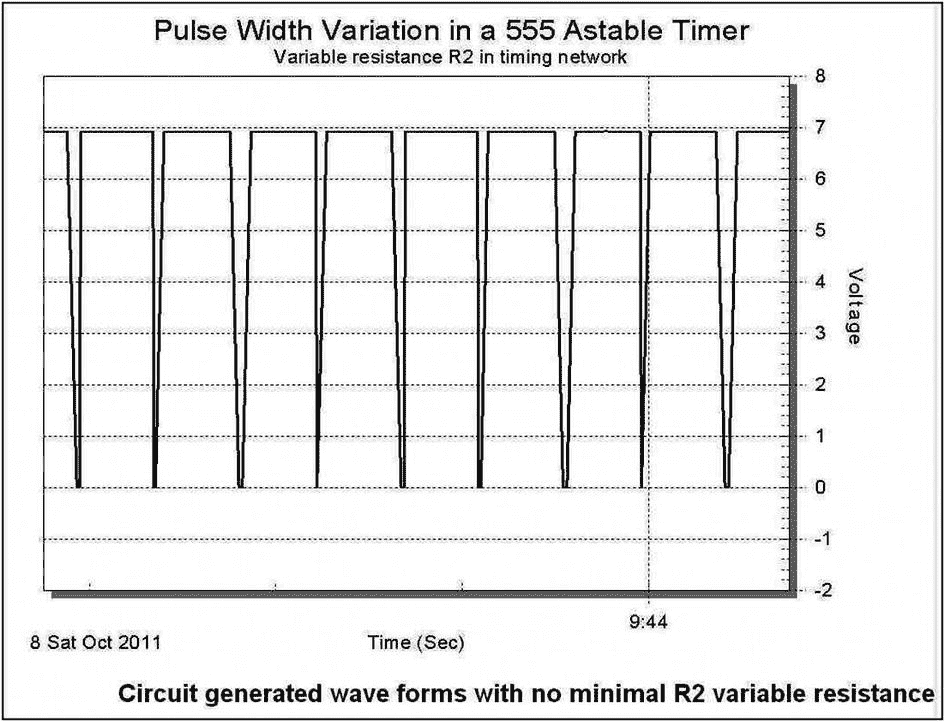 Pulse Width Variation in a 555 Astable Timer
Variable resistance R2 in timing network
8
7
6
5
4
3
2
1
0
-1
-2
Voltage
9:44
8 Sat Oct 2011 Time (Sec)
Circuit generated wave forms with no minimal R2 variable resistance